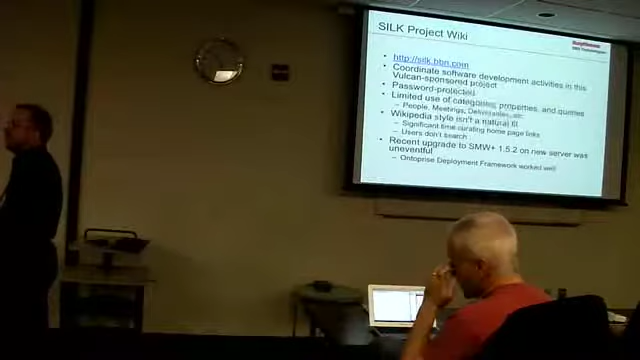 SILK Project Wiki
• http://silk.bbn.com
• Coordinate software development activities in this
Vulcan-sponsored project
• Password-protected
• Limited use of categories, properties, and queries
– People, Meetings, Deliverables, etc.
• Wikipedia style isn't a natural fit
– Significant time curating home page links
– Users don't search
• Recent upgrade to SMW+ 1.5.2 on new server was
uneventful
– Ontoprise Deployment Framework worked well